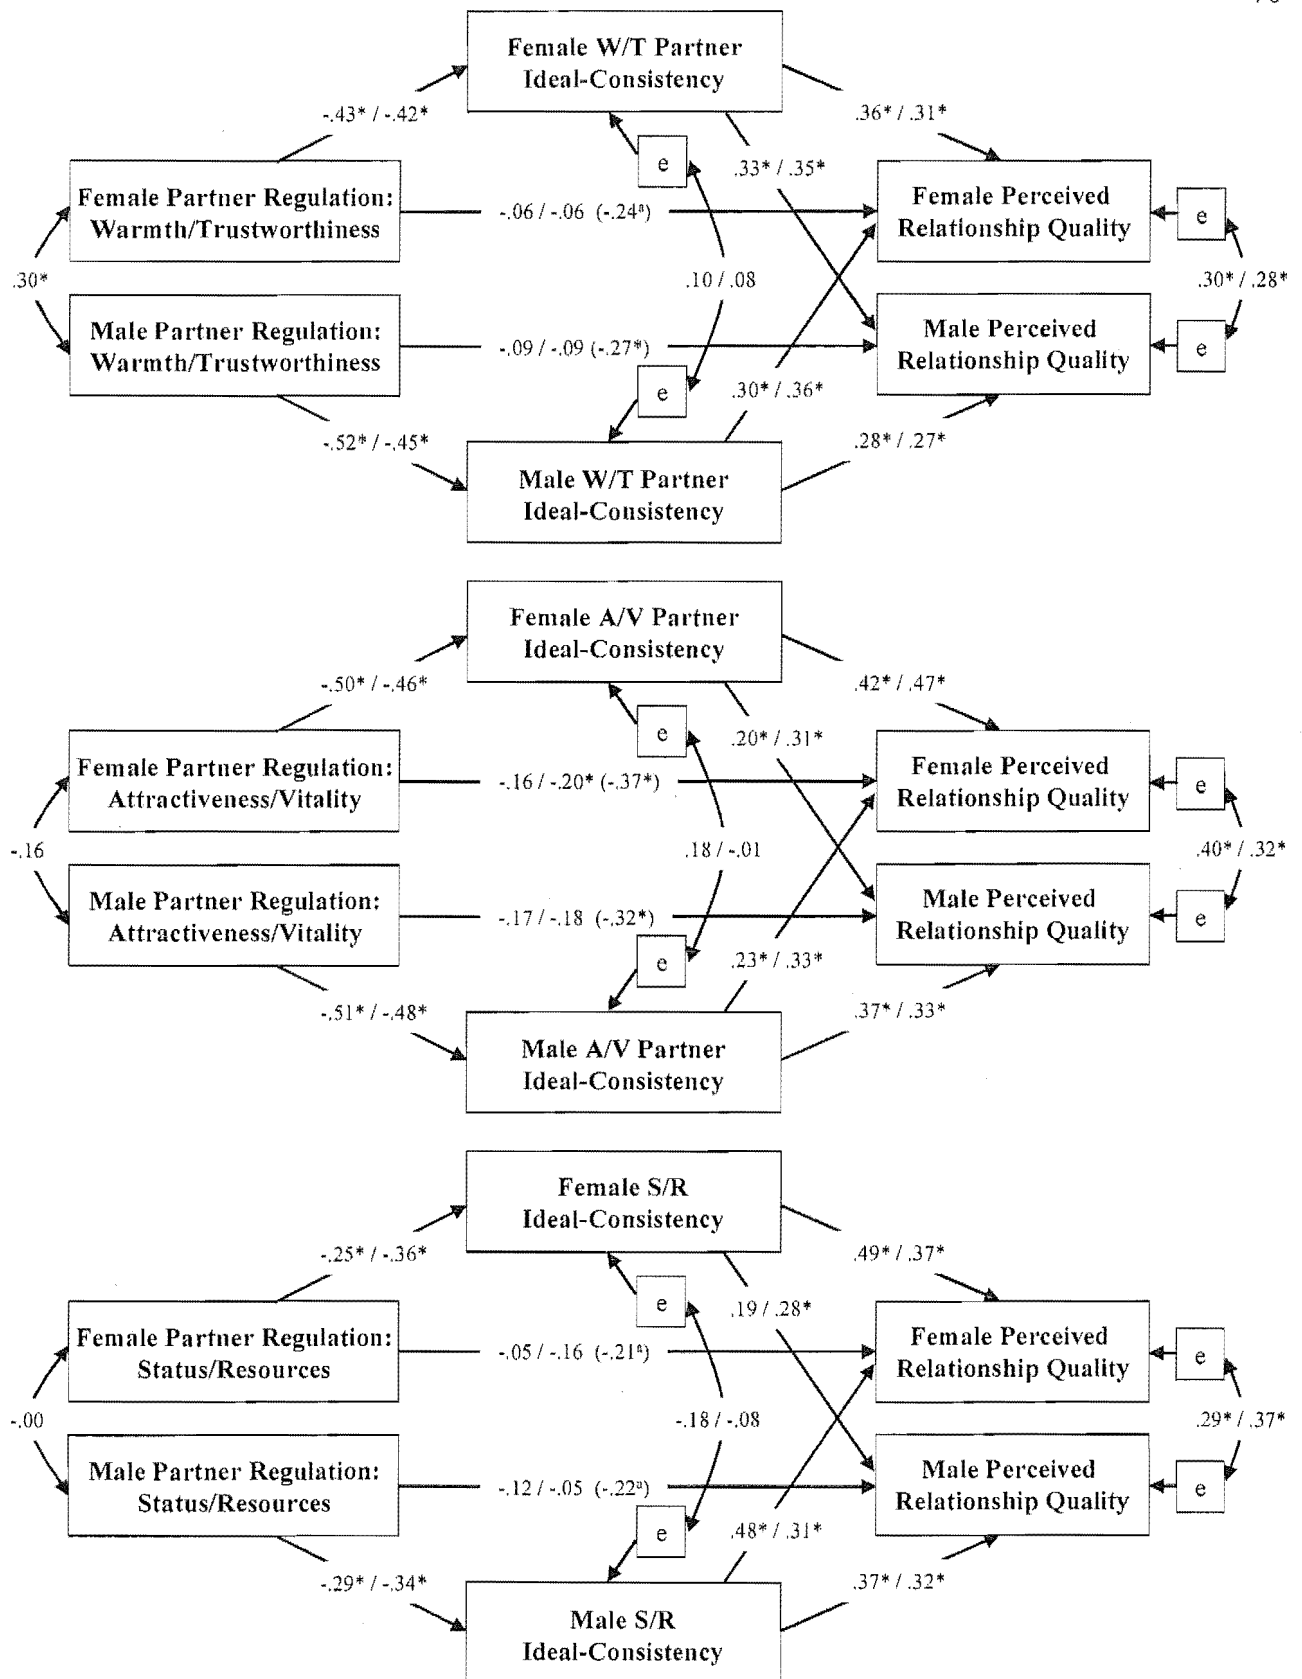 Female W/T Partner
Ideal-Consistency
-.43* / -.42*
.36* / .31*
e
.33* / .35*
Female Partner Regulation:
Warmth/Trustworthiness
-.06 / -.06 (-.24ª)
Female Perceived
Relationship Quality
e
.30*
.10 / .08
.30* / .28*
Male Partner Regulation:
Warmth/Trustworthiness
-.09 / -.09 (-.27*)
Male Perceived
Relationship Quality
e
e
.30* / .36*
-.52* / -.45*
.28* / .27*
Male W/T Partner
Ideal-Consistency
Female A/V Partner
Ideal-Consistency
-.50* / -.46*
.42* / .47*
e
.20* / .31*
Female Partner Regulation:
Attractiveness/Vitality
-.16 / -.20* (-.37*)
Female Perceived
Relationship Quality
e
-.16
.18 / -.01
.40* / .32*
Male Partner Regulation:
Attractiveness/Vitality
-.17 / -.18 (-.32*)
Male Perceived
Relationship Quality
e
e
.23* / .33*
-.51* / -.48*
.37* / .33*
Male A/V Partner
Ideal-Consistency
Female S/R
Ideal-Consistency
-.25* / -.36*
.49* / .37*
e
.19 / .28*
Female Partner Regulation:
Status/Resources
-.05 / -.16 (-.21ª)
Female Perceived
Relationship Quality
e
-.00
-.18 / -.08
.29* / .37*
Male Partner Regulation:
Status/Resources
-.12 / -.05 (-.22ª)
Male Perceived
Relationship Quality
e
e
.48* / .31*
-.29* / -.34*
.37* / .32*
Male S/R
Ideal-Consistency